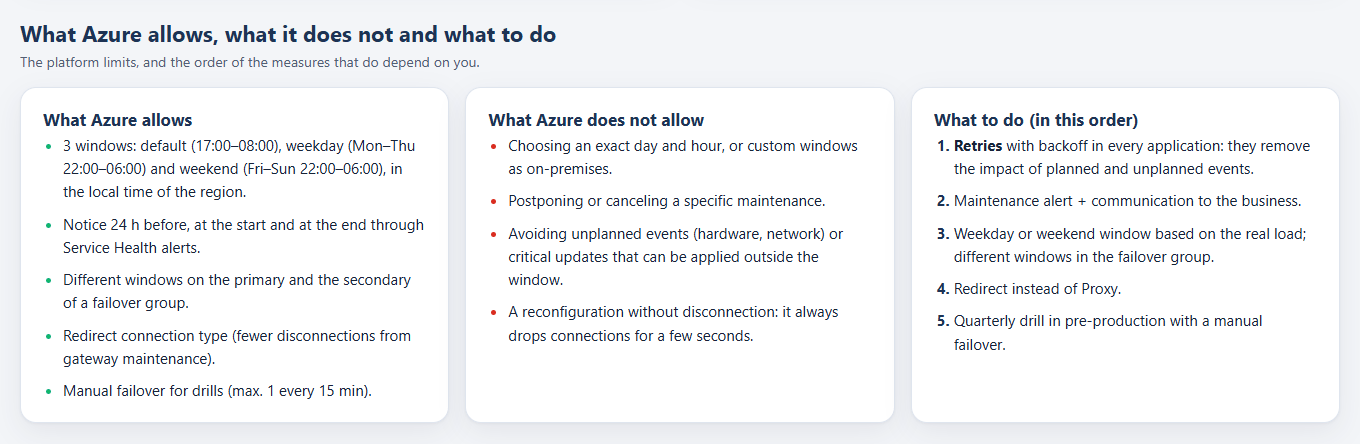 What Azure allows, what it does not and what to do
The platform limits, and the order of the measures that do depend on you.
What Azure allows
• 3 windows: default (17:00–08:00), weekday (Mon–Thu
22:00–06:00) and weekend (Fri–Sun 22:00–06:00), in
the local time of the region.
• Notice 24 h before, at the start and at the end through
Service Health alerts.
• Different windows on the primary and the secondary
of a failover group.
• Redirect connection type (fewer disconnections from
gateway maintenance).
• Manual failover for drills (max. 1 every 15 min).
What Azure does not allow
• Choosing an exact day and hour, or custom windows
as on-premises.
• Postponing or canceling a specific maintenance.
• Avoiding unplanned events (hardware, network) or
critical updates that can be applied outside the
window.
• A reconfiguration without disconnection: it always
drops connections for a few seconds.
What to do (in this order)
1. Retries with backoff in every application: they remove
the impact of planned and unplanned events.
2. Maintenance alert + communication to the business.
3. Weekday or weekend window based on the real load;
different windows in the failover group.
4. Redirect instead of Proxy.
5. Quarterly drill in pre-production with a manual
failover.